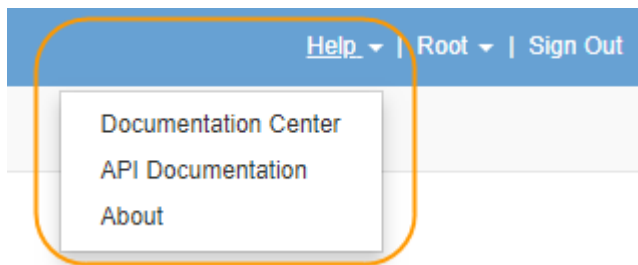 Help | Root | Sign Out
Documentation Center
API Documentation
About